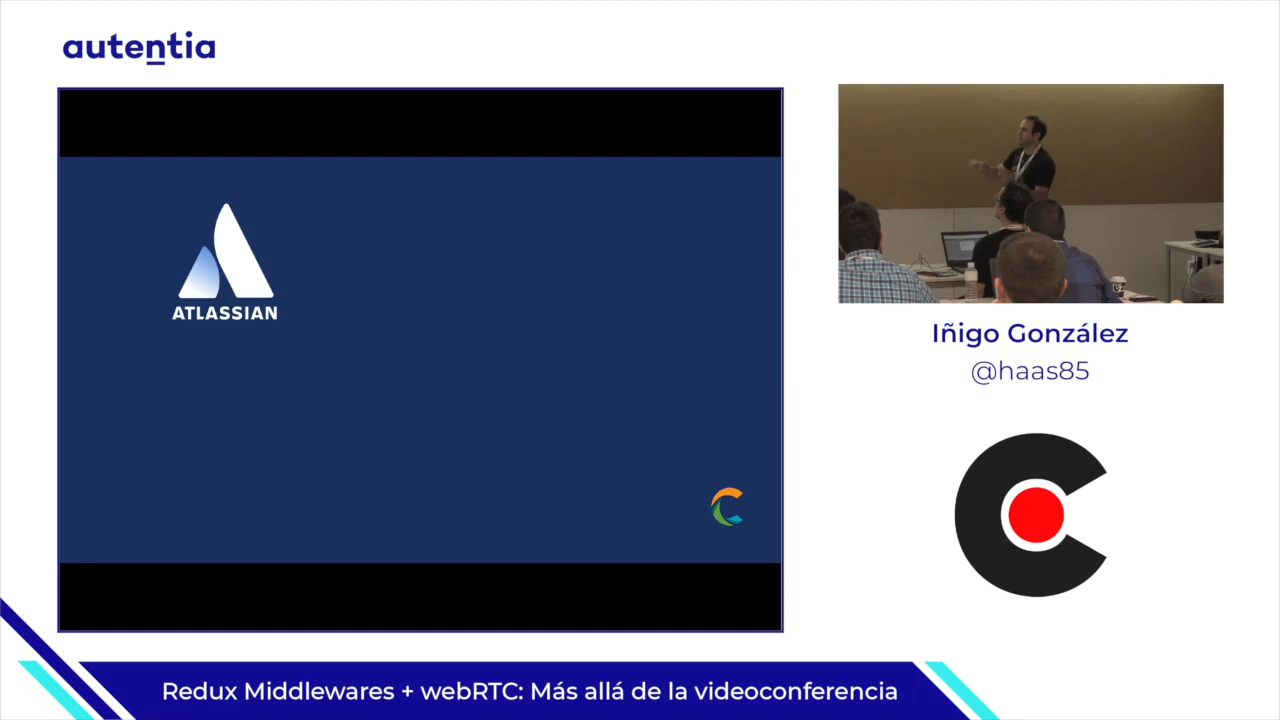 autentia
ATLASSIAN
Iñigo González
@haas85
Redux Middlewares + webRTC: Más allá de la videoconferencia